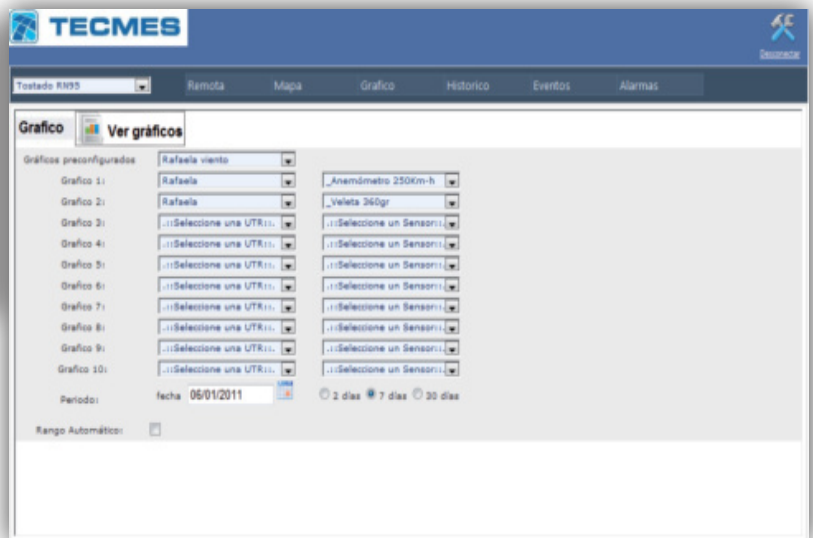 TECMES
Desconectar
Tostado RN95 Remota Mapa Grafico Historico Eventos Alarmas
Grafico Ver gráficos
Gráficos preconfigurados Rafaela viento
Grafico 1: Rafaela _Anemómetro 250Km-h
Grafico 2: Rafaela _Veleta 360gr
Grafico 3: .::Seleccione una UTR::. .::Seleccione un Sensor::.
Grafico 4: .::Seleccione una UTR::. .::Seleccione un Sensor::.
Grafico 5: .::Seleccione una UTR::. .::Seleccione un Sensor::.
Grafico 6: .::Seleccione una UTR::. .::Seleccione un Sensor::.
Grafico 7: .::Seleccione una UTR::. .::Seleccione un Sensor::.
Grafico 8: .::Seleccione una UTR::. .::Seleccione un Sensor::.
Grafico 9: .::Seleccione una UTR::. .::Seleccione un Sensor::.
Grafico 10: .::Seleccione una UTR::. .::Seleccione un Sensor::.
Periodo: fecha 06/01/2011 2 días 7 días 30 días
Rango Automático: